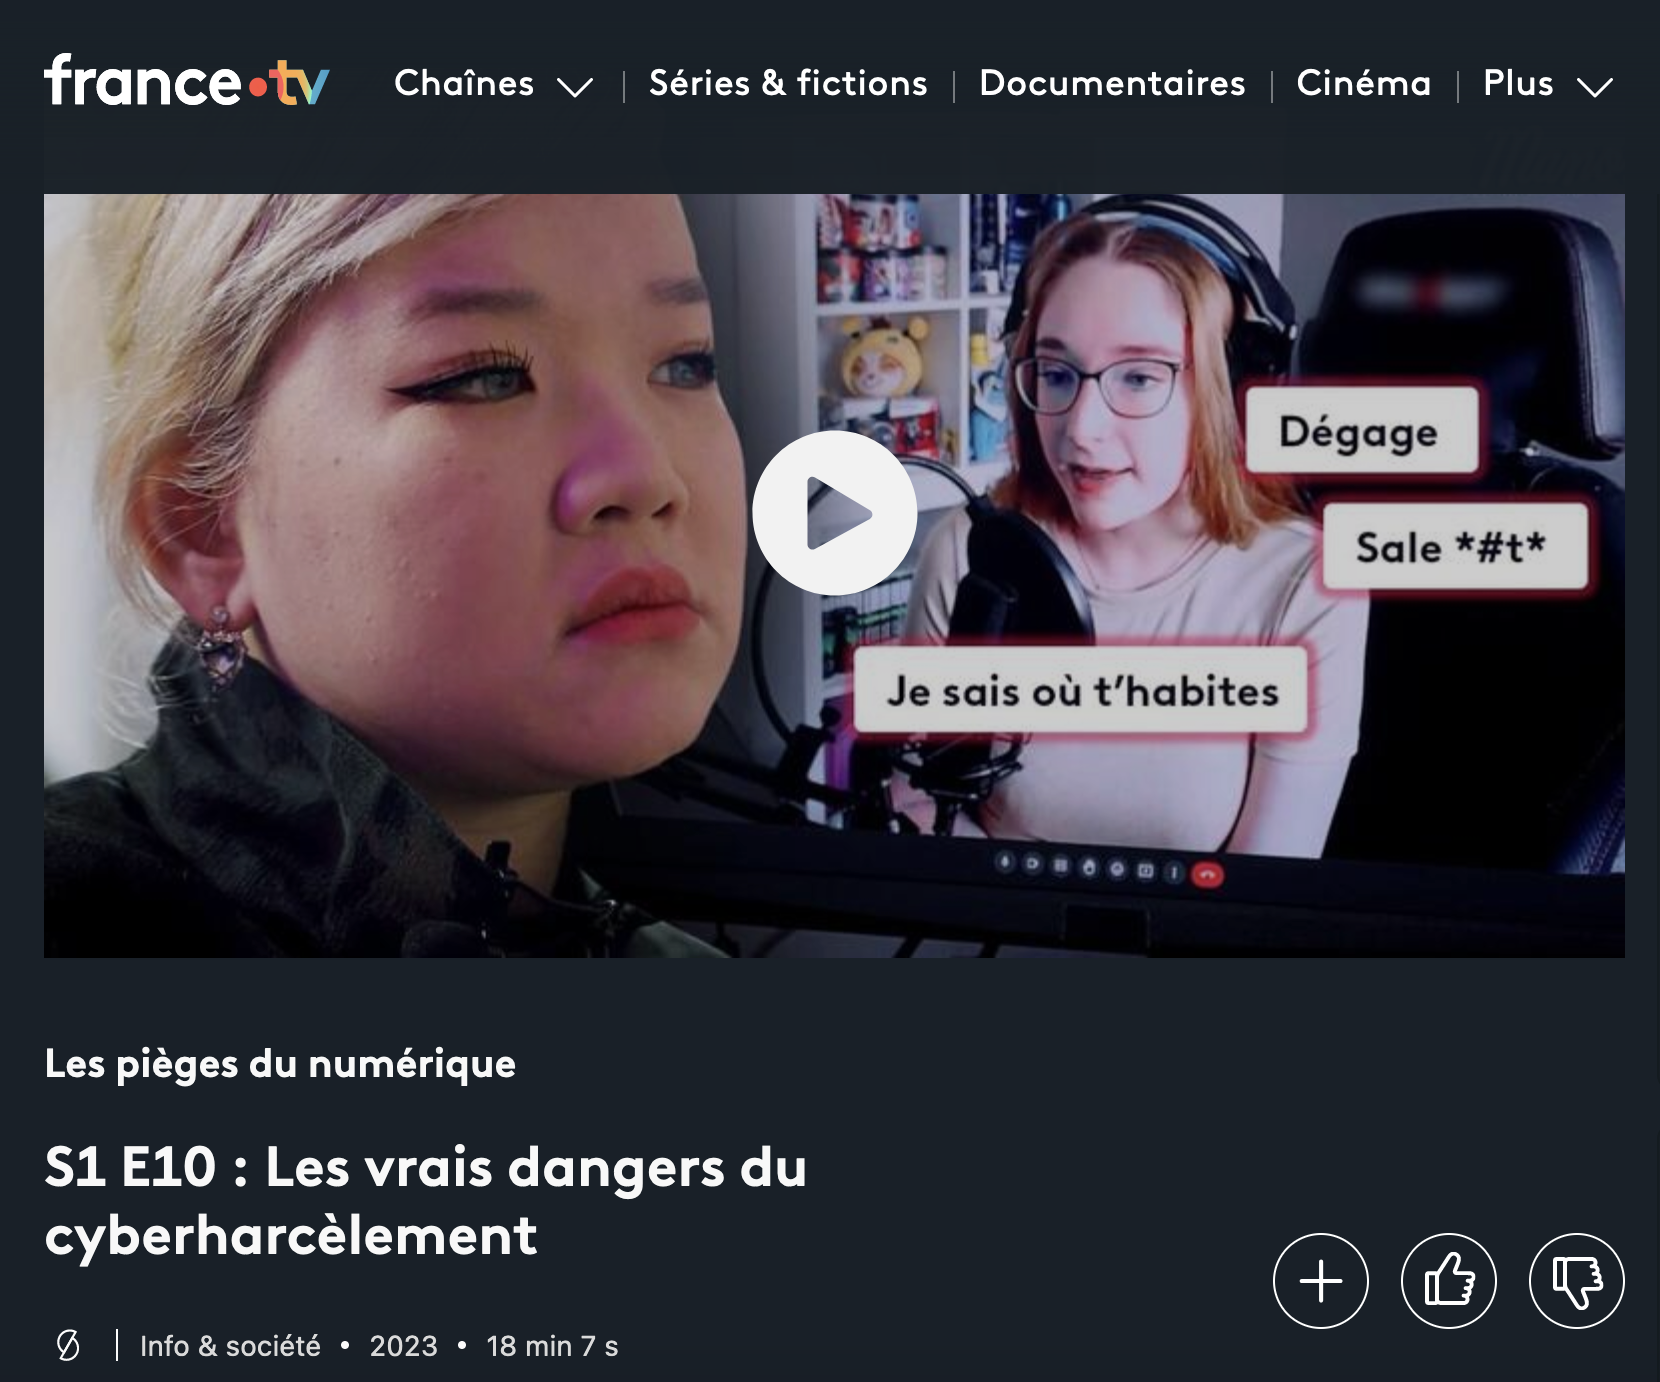 france•tv
Chaînes
Séries & fictions
Documentaires
Cinéma
Plus
Dégage
Sale *#t*
Je sais où t’habites
Les pièges du numérique
S1 E10 : Les vrais dangers du
cyberharcèlement
Info & société • 2023 • 18 min 7 s